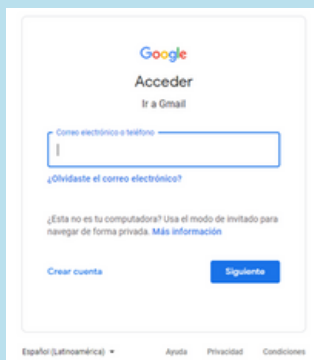 Google
Acceder
Ir a Gmail
Correo electrónico o teléfono
¿Olvidaste el correo electrónico?
¿Esta no es tu computadora? Usa el modo de invitado para
navegar de forma privada. Más información
Crear cuenta
Siguiente
Español (Latinoamérica)
Ayuda
Privacidad
Condiciones